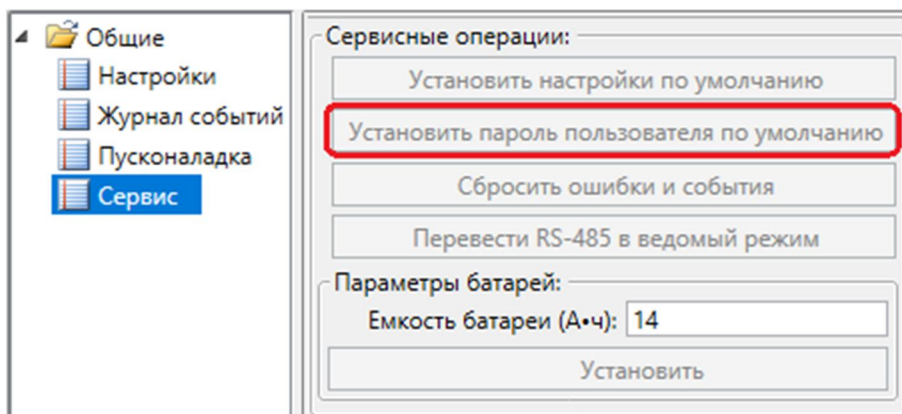 Общие
Настройки
Журнал событий
Пусконаладка
Сервис
Сервисные операции:
Установить настройки по умолчанию
Установить пароль пользователя по умолчанию
Сбросить ошибки и события
Перевести RS-485 в ведомый режим
Параметры батарей:
Емкость батареи (А•ч): 14
Установить